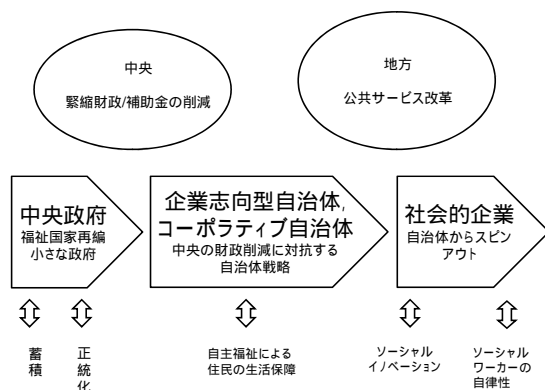 中央
緊縮財政/補助金の削減
地方
公共サービス改革
中央政府
福祉国家再編
小さな政府
企業志向型自治体,
コーポラティブ自治体
中央の財政削減に対抗する
自治体戦略
社会的企業
自治体からスピン
アウト
蓄積
正統化
自主福祉による
住民の生活保障
ソーシャル
イノベーション
ソーシャル
ワーカーの
自律性